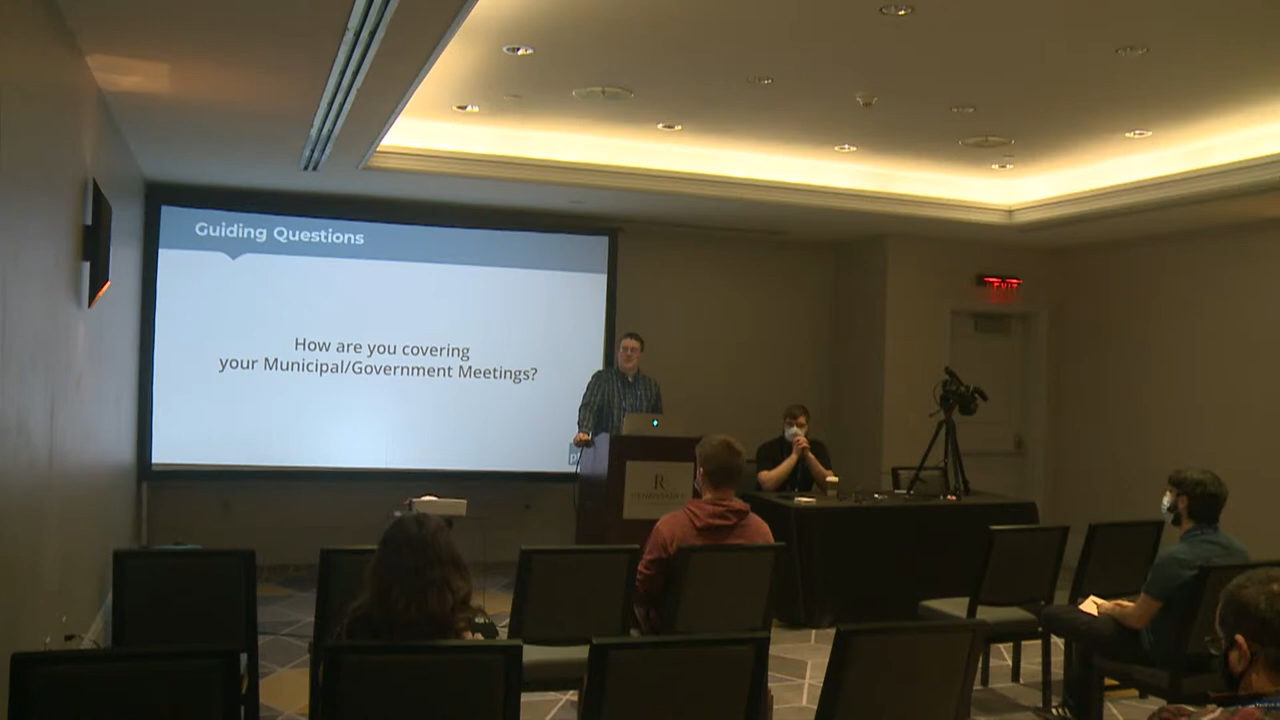 Guiding Questions
How are you covering
your Municipal/Government Meetings?
EXIT
R